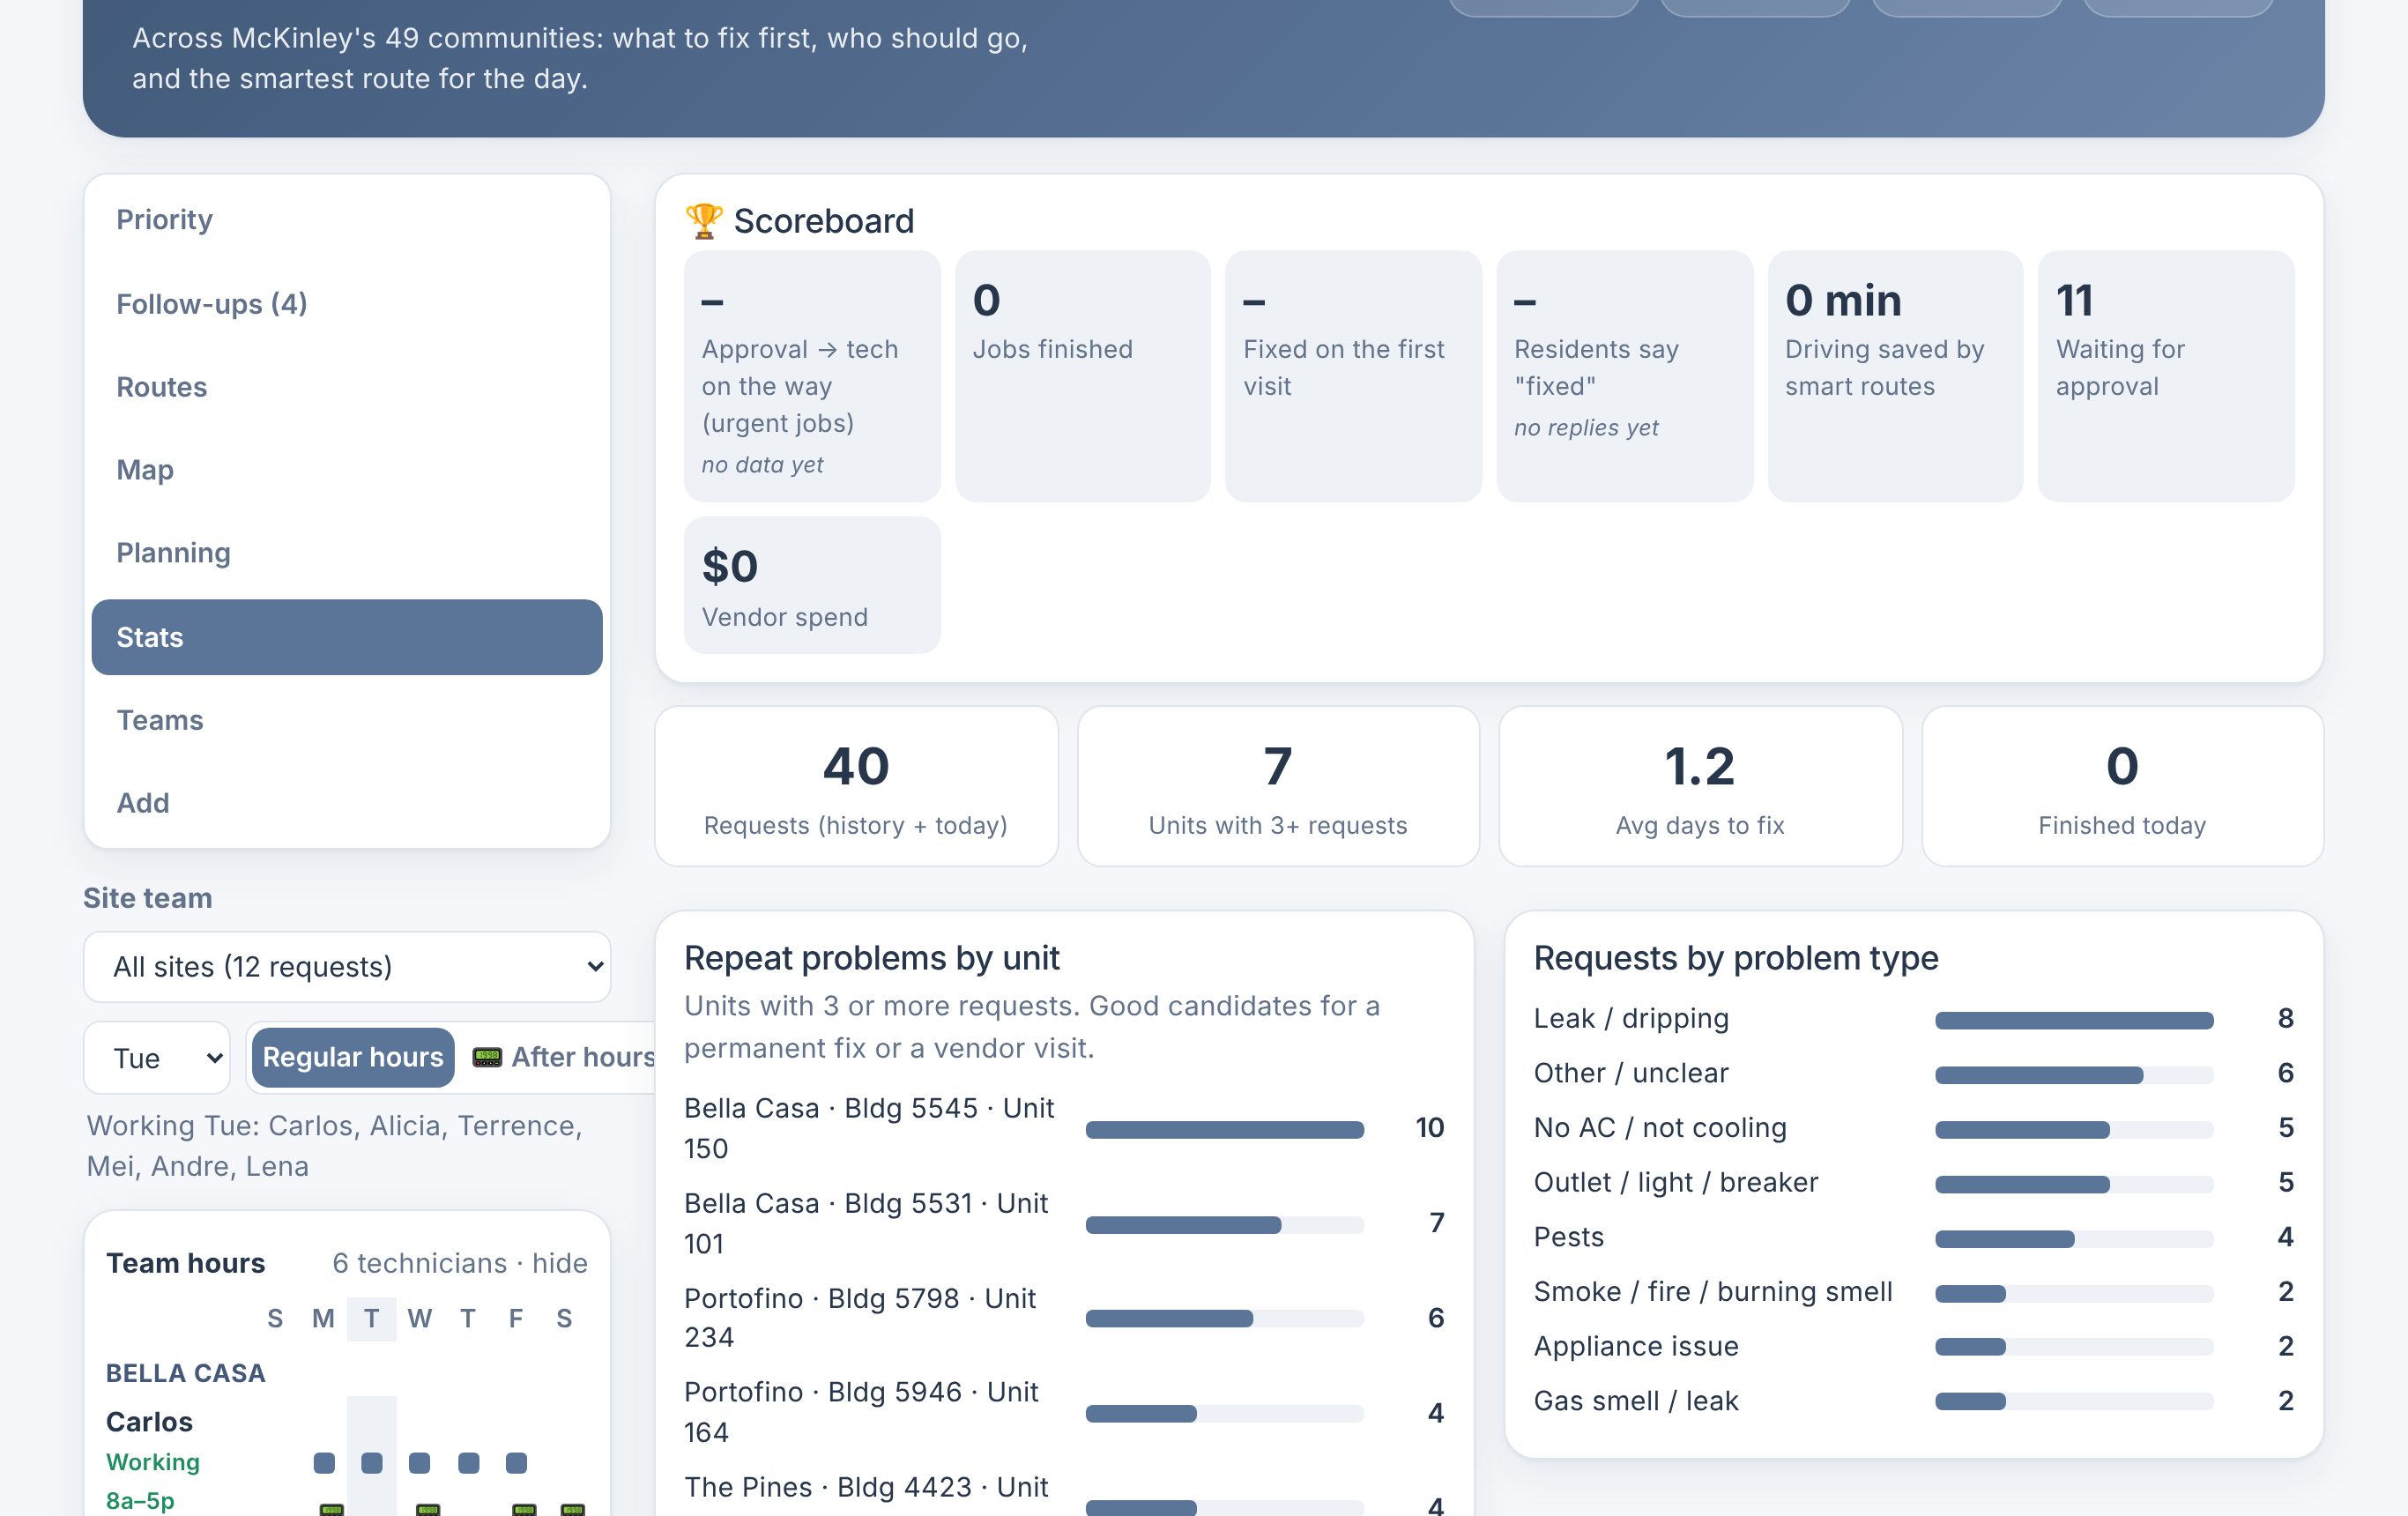 Across McKinley's 49 communities: what to fix first, who should go,
and the smartest route for the day.
Priority
Follow-ups (4)
Routes
Map
Planning
Stats
Teams
Add
Site team
All sites (12 requests)
Tue
Regular hours
After hours
Working Tue: Carlos, Alicia, Terrence,
Mei, Andre, Lena
Team hours
6 technicians · hide
S M T W T F S
BELLA CASA
Carlos
Working
8a–5p
🏆 Scoreboard
–
Approval → tech
on the way
(urgent jobs)
no data yet
0
Jobs finished
–
Fixed on the first
visit
–
Residents say
"fixed"
no replies yet
0 min
Driving saved by
smart routes
11
Waiting for
approval
$0
Vendor spend
40
Requests (history + today)
7
Units with 3+ requests
1.2
Avg days to fix
0
Finished today
Repeat problems by unit
Units with 3 or more requests. Good candidates for a
permanent fix or a vendor visit.
Bella Casa · Bldg 5545 · Unit
150
10
Bella Casa · Bldg 5531 · Unit
101
7
Portofino · Bldg 5798 · Unit
234
6
Portofino · Bldg 5946 · Unit
164
4
The Pines · Bldg 4423 · Unit
4
Requests by problem type
Leak / dripping 8
Other / unclear 6
No AC / not cooling 5
Outlet / light / breaker 5
Pests 4
Smoke / fire / burning smell 2
Appliance issue 2
Gas smell / leak 2